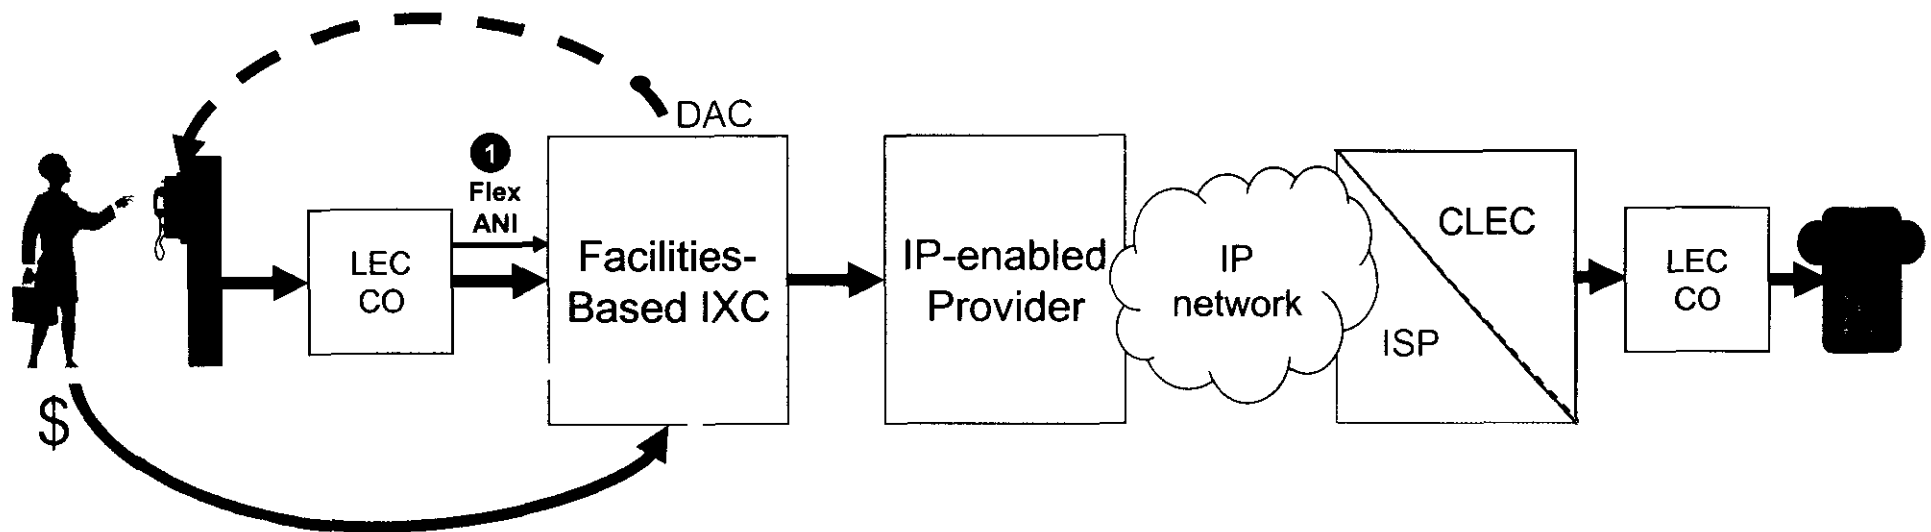 DAC
1
Flex
ANI
$
LEC
CO
Facilities-
Based IXC
IP-enabled
Provider
IP
network
CLEC
ISP
LEC
CO